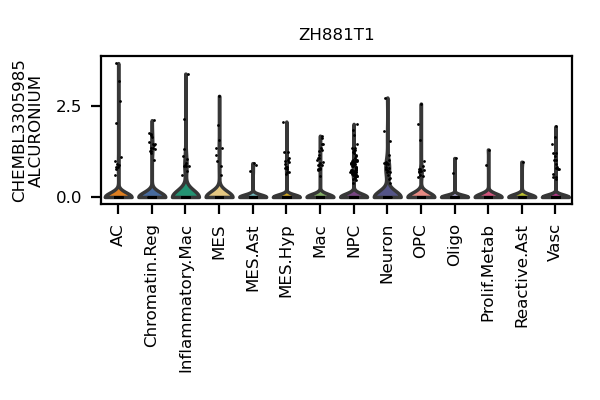 ZH881T1
CHEMBL3305985
ALCURONIUM
2.5
0.0
AC
Chromatin.Reg
Inflammatory.Mac
MES
MES.Ast
MES.Hyp
Mac
NPC
Neuron
OPC
Oligo
Prolif.Metab
Reactive.Ast
Vasc